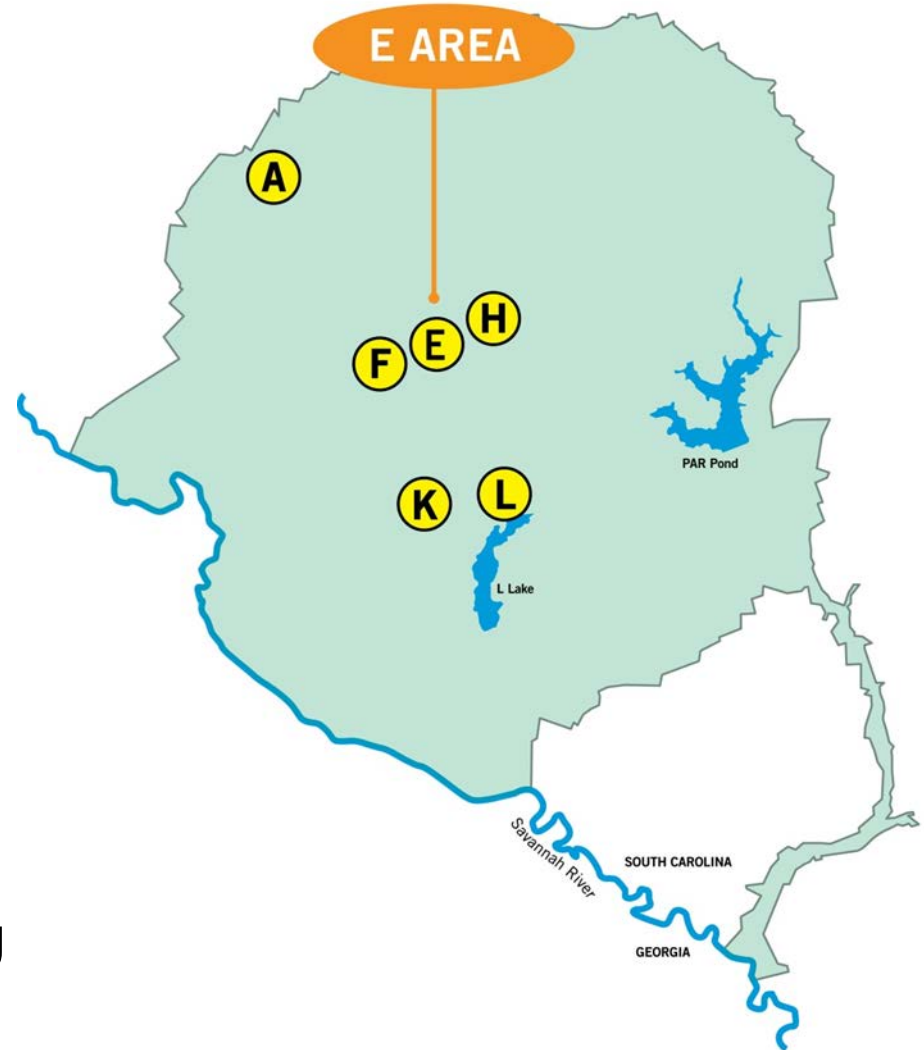 E AREA
A
H
E
F
PAR Pond
L
K
L Lake
Savannah River
SOUTH CAROLINA
GEORGIA